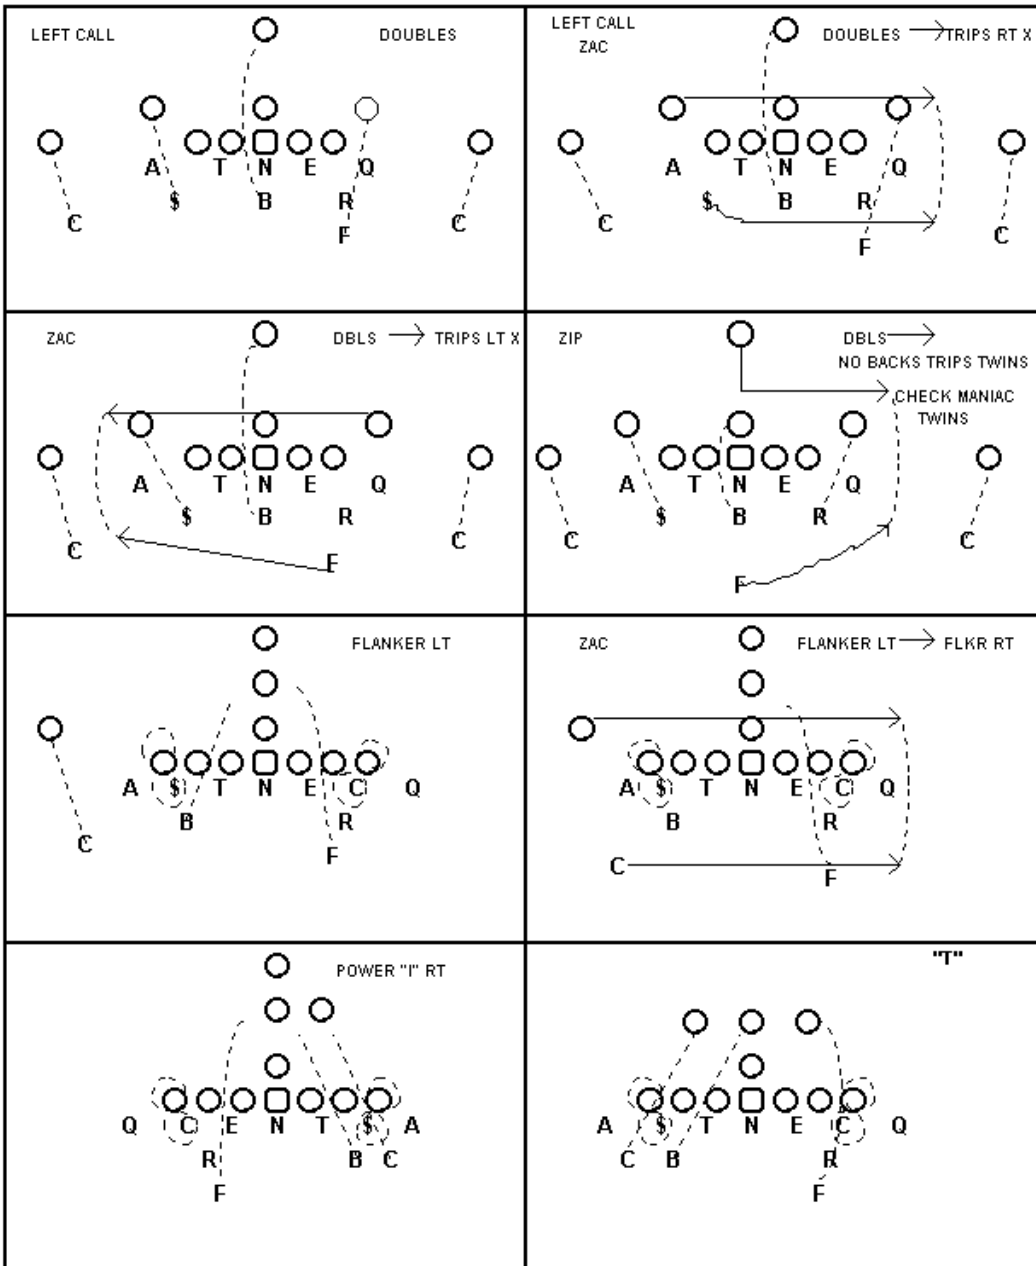 LEFT CALL DOUBLES
A T N E Q
$ B R
C F C
LEFT CALL
ZAC
DOUBLES TRIPS RT X
A T N E Q
$ B R
C F C
ZAC DBLS TRIPS LT X
A T N E Q
$ B R
C F C
ZIP DBLS
NO BACKS TRIPS TWINS
CHECK MANIAC
TWINS
A T N E Q
$ B R
C C
F
FLANKER LT
A $ T N E C Q
B R
C F
ZAC FLANKER LT FLKR RT
A $ T N E C Q
B R
C F
POWER "I" RT
Q C E N T $ A
R B C
F
"T"
A $ T N E C Q
C B R
F